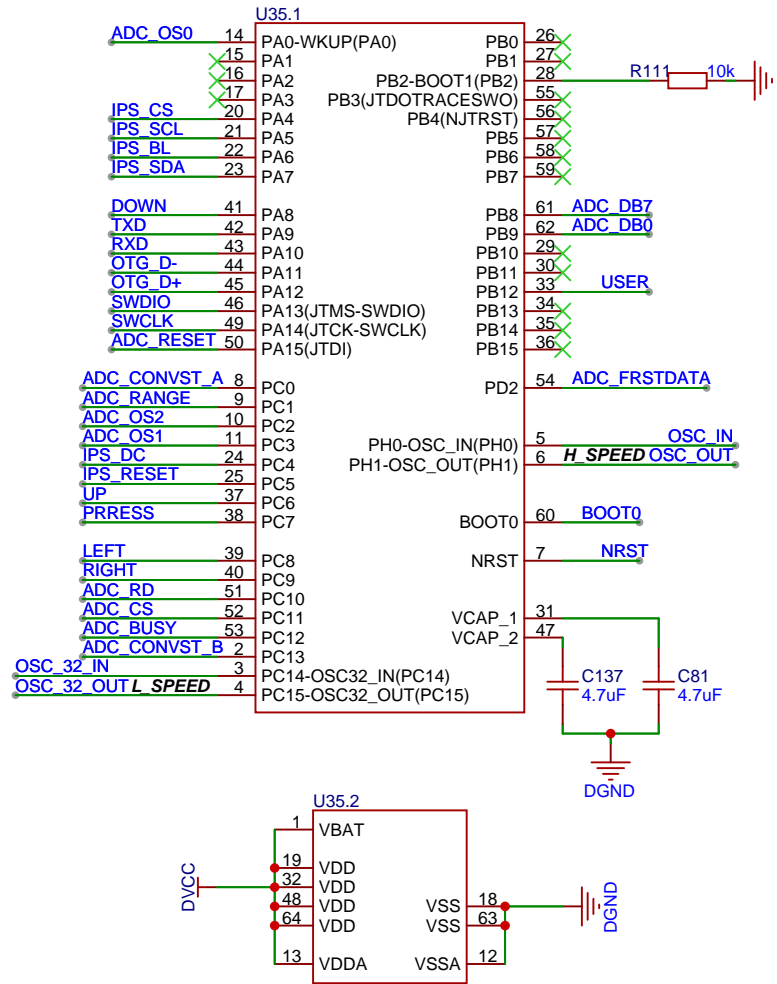 U35.1
ADC_OS0 14 PA0-WKUP(PA0) PB0 26
15 PA1 PB1 27
16 PA2 PB2-BOOT1(PB2) 28 R111 10k
17 PA3 PB3(JTDOTRACESWO) 55
IPS_CS 20 PA4 PB4(NJTRST) 56
IPS_SCL 21 PA5 PB5 57
IPS_BL 22 PA6 PB6 58
IPS_SDA 23 PA7 PB7 59
DOWN 41 PA8 PB8 61 ADC_DB7
TXD 42 PA9 PB9 62 ADC_DB0
RXD 43 PA10 PB10 29
OTG_D- 44 PA11 PB11 30
OTG_D+ 45 PA12 PB12 33 USER
SWDIO 46 PA13(JTMS-SWDIO) PB13 34
SWCLK 49 PA14(JTCK-SWCLK) PB14 35
ADC_RESET 50 PA15(JTDI) PB15 36
ADC_CONVST_A 8 PC0 PD2 54 ADC_FRSTDATA
ADC_RANGE 9 PC1
ADC_OS2 10 PC2
ADC_OS1 11 PC3 PH0-OSC_IN(PH0) 5 OSC_IN
IPS_DC 24 PC4 PH1-OSC_OUT(PH1) 6 H_SPEED OSC_OUT
IPS_RESET 25 PC5
UP 37 PC6
PRRESS 38 PC7 BOOT0 60 BOOT0
LEFT 39 PC8 NRST 7 NRST
RIGHT 40 PC9
ADC_RD 51 PC10
ADC_CS 52 PC11 VCAP_1 31
ADC_BUSY 53 PC12 VCAP_2 47
ADC_CONVST_B 2 PC13
OSC_32_IN 3 PC14-OSC32_IN(PC14) C137 C81
OSC_32_OUT L_SPEED 4 PC15-OSC32_OUT(PC15) 4.7uF 4.7uF
DGND
U35.2
1 VBAT
19 VDD
DVCC 32 VDD
48 VDD VSS 18 DGND
64 VDD VSS 63
13 VDDA VSSA 12